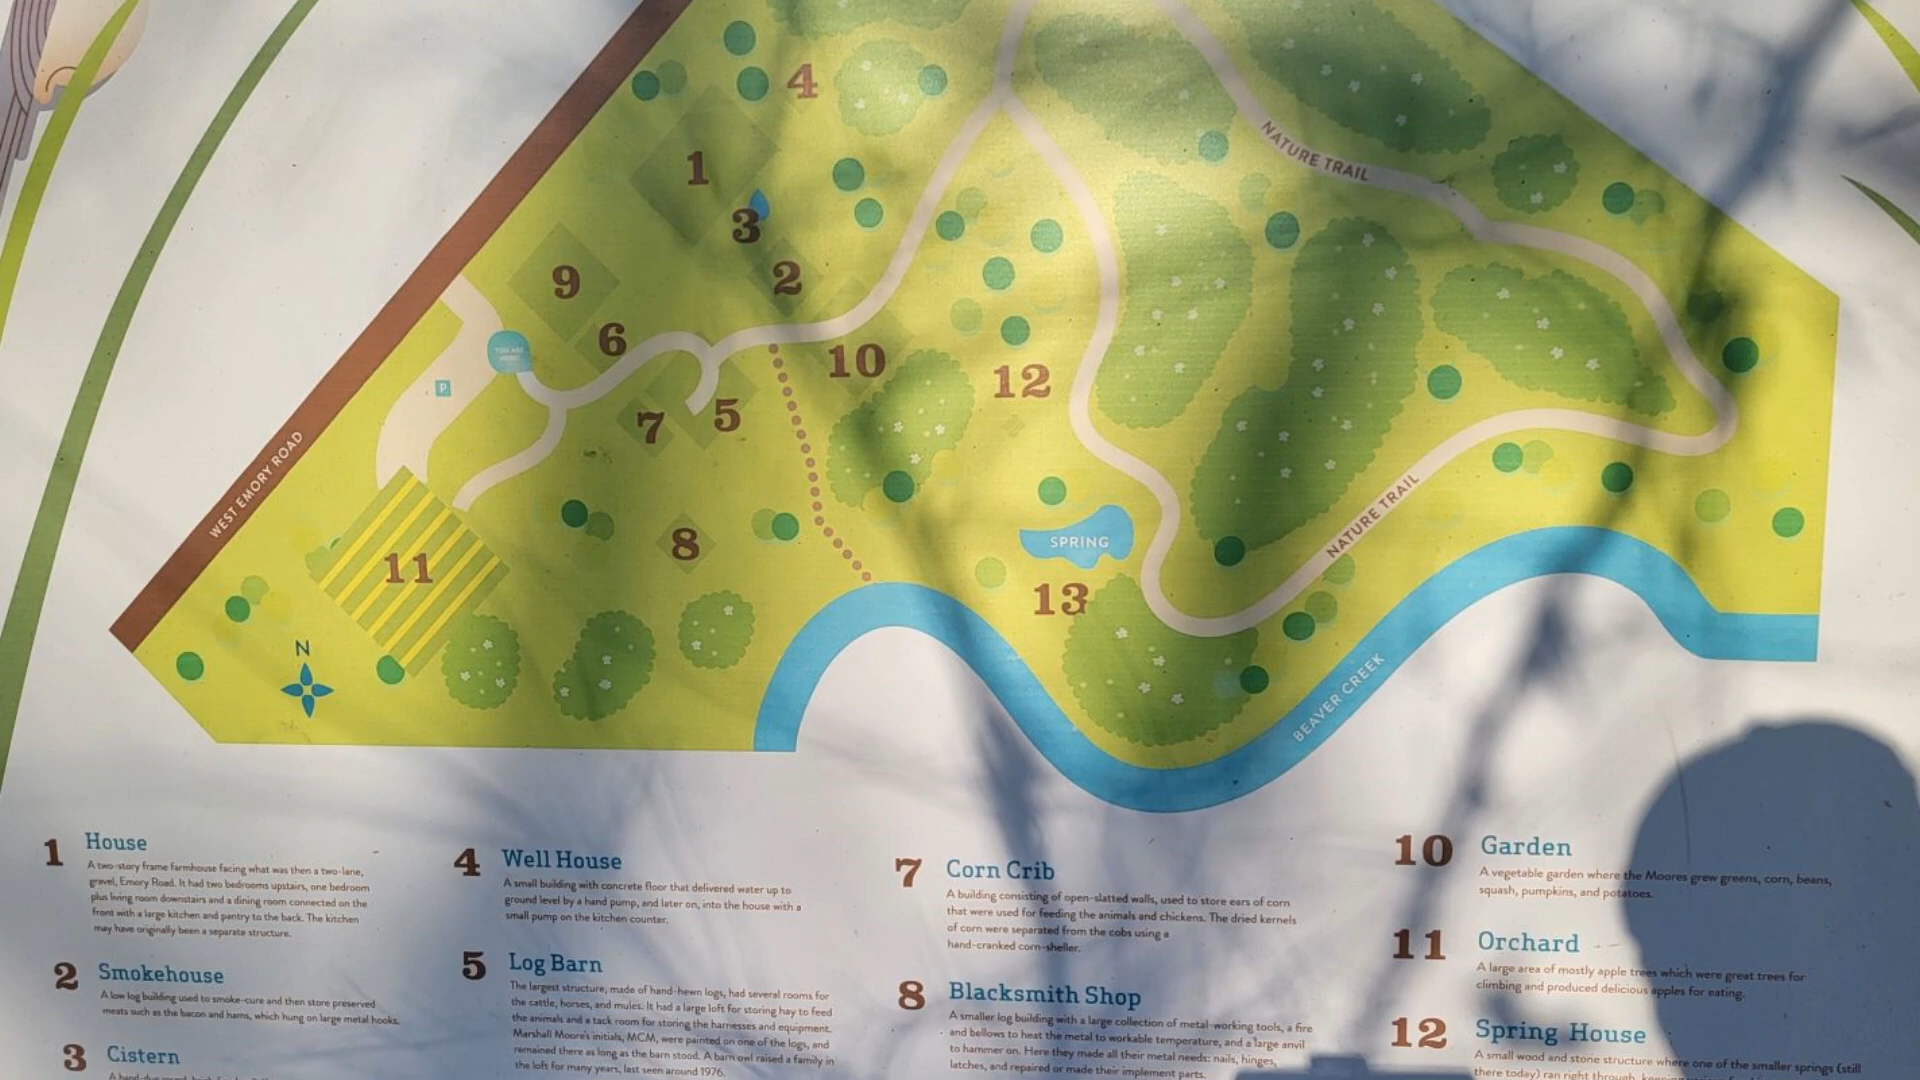 4
NATURE TRAIL
1
3
2
9
6
YOU ARE
HERE!
10
12
P
7
5
WEST EMORY ROAD
NATURE TRAIL
SPRING
8
11
13
N
BEAVER CREEK
1 House
A two-story frame farmhouse facing what was then a two-lane,
gravel, Emory Road. It had two bedrooms upstairs, one bedroom
plus living room downstairs and a dining room connected on the
front with a large kitchen and pantry to the back. The kitchen
may have originally been a separate structure.
2 Smokehouse
A low log building used to smoke-cure and then store preserved
meats such as the bacon and hams, which hung on large metal hooks.
3 Cistern
4 Well House
A small building with concrete floor that delivered water up to
ground level by a hand pump, and later on, into the house with a
small pump on the kitchen counter.
5 Log Barn
The largest structure, made of hand-hewn logs, had several rooms for
the cattle, horses, and mules. It had a large loft for storing hay to feed
the animals and a tack room for storing the harnesses and equipment.
Marshall Moore's initials, MCM, were painted on one of the logs, and
remained there as long as the barn stood. A barn owl raised a family in
the loft for many years, last seen around 1976.
7 Corn Crib
A building consisting of open-slatted walls, used to store ears of corn
that were used for feeding the animals and chickens. The dried kernels
of corn were separated from the cobs using a
hand-cranked corn-sheller.
8 Blacksmith Shop
A smaller log building with a large collection of metal-working tools, a fire
and bellows to heat the metal to workable temperature, and a large anvil
to hammer on. Here they made all their metal needs: nails, hinges,
latches, and repaired or made their implement parts.
10 Garden
A vegetable garden where the Moores grew greens, corn, beans,
squash, pumpkins, and potatoes.
11 Orchard
A large area of mostly apple trees which were great trees for
climbing and produced delicious apples for eating.
12 Spring House
A small wood and stone structure where one of the smaller springs (still
there today) ran right through,